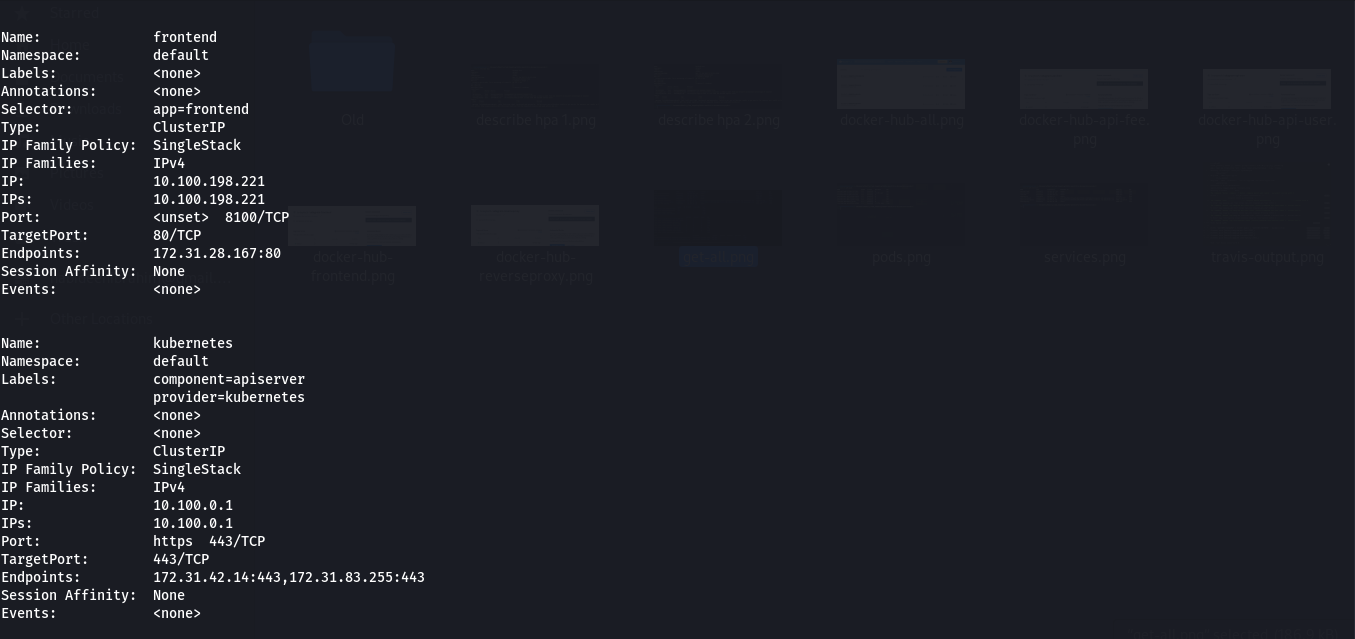 Name:              frontend
Namespace:         default
Labels:            <none>
Annotations:       <none>
Selector:          app=frontend
Type:              ClusterIP
IP Family Policy:  SingleStack
IP Families:       IPv4
IP:                10.100.198.221
IPs:               10.100.198.221
Port:              <unset>  8100/TCP
TargetPort:        80/TCP
Endpoints:         172.31.28.167:80
Session Affinity:  None
Events:            <none>
Name:              kubernetes
Namespace:         default
Labels:            component=apiserver
                   provider=kubernetes
Annotations:       <none>
Selector:          <none>
Type:              ClusterIP
IP Family Policy:  SingleStack
IP Families:       IPv4
IP:                10.100.0.1
IPs:               10.100.0.1
Port:              https  443/TCP
TargetPort:        443/TCP
Endpoints:         172.31.42.14:443,172.31.83.255:443
Session Affinity:  None
Events:            <none>
Starred
Old
describe hpa 1.png
describe hpa 2.png
docker-hub-all.png
docker-hub-api-fee.
png
docker-hub-api-user.
png
Videos
docker-hub-
frontend.png
docker-hub-
reverseproxy.png
pods.png
services.png
travis-output.png
+ Other Locations